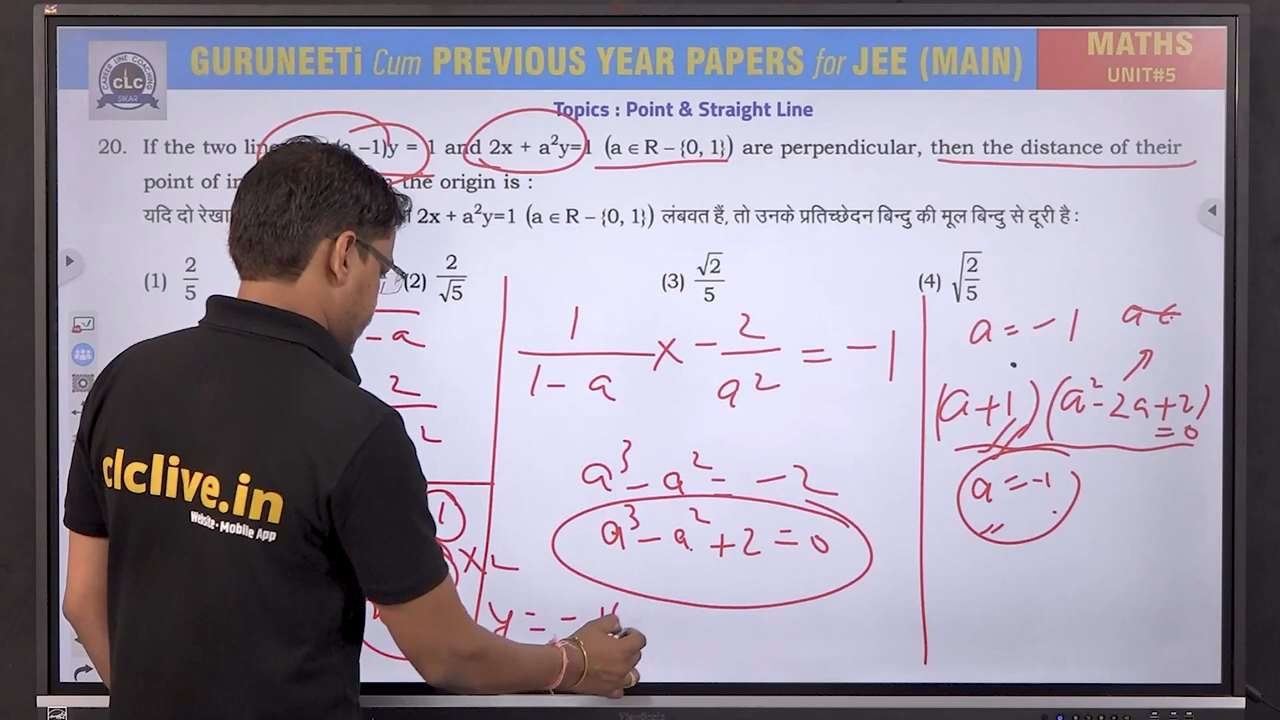 GURUNEETi Cum PREVIOUS YEAR PAPERS for JEE (MAIN)
MATHS
UNIT#5
CLC
SIKAR
Topics : Point & Straight Line
20. If the two lin −1)y = 1 and 2x + a²y=1 (a ∈ R – {0, 1}) are perpendicular, then the distance of their
point of in the origin is :
यदि दो रेखा 2x + a²y=1 (a ∈ R – {0, 1}) लंबवत हैं, तो उनके प्रतिच्छेदन बिन्दु की मूल बिन्दु से दूरी है :
(1) 2/5 (2) 2/√5 (3) √2/5 (4) √(2/5)
1/(1-a) × -2/a² = -1
a³ - a² = -2
a³ - a² + 2 = 0
a = -1
(a+1)(a²-2a+2) = 0
a = -1
-a
2
1
×2
y = -
clclive.in
Website • Mobile App
ViewSonic